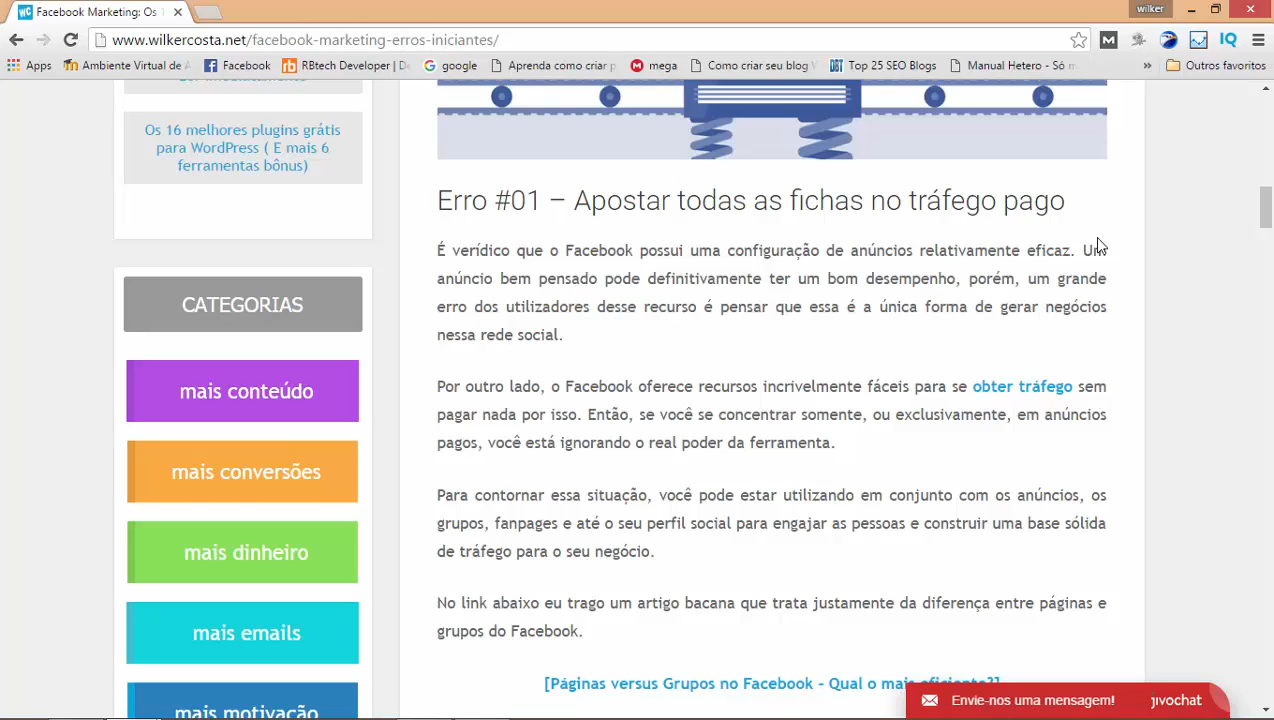 Facebook Marketing: Os
wilker
www.wilkercosta.net/facebook-marketing-erros-iniciantes/
Apps
Ambiente Virtual de A
Facebook
RBtech Developer | De
google
Aprenda como criar p
mega
Como criar seu blog V
Top 25 SEO Blogs
Manual Hetero - Só m
»
Outros favoritos
Os 16 melhores plugins grátis
para WordPress ( E mais 6
ferramentas bônus)
CATEGORIAS
mais conteúdo
mais conversões
mais dinheiro
mais emails
mais motivação
Erro #01 – Apostar todas as fichas no tráfego pago
É verídico que o Facebook possui uma configuração de anúncios relativamente eficaz. Um
anúncio bem pensado pode definitivamente ter um bom desempenho, porém, um grande
erro dos utilizadores desse recurso é pensar que essa é a única forma de gerar negócios
nessa rede social.
Por outro lado, o Facebook oferece recursos incrivelmente fáceis para se obter tráfego sem
pagar nada por isso. Então, se você se concentrar somente, ou exclusivamente, em anúncios
pagos, você está ignorando o real poder da ferramenta.
Para contornar essa situação, você pode estar utilizando em conjunto com os anúncios, os
grupos, fanpages e até o seu perfil social para engajar as pessoas e construir uma base sólida
de tráfego para o seu negócio.
No link abaixo eu trago um artigo bacana que trata justamente da diferença entre páginas e
grupos do Facebook.
[Páginas versus Grupos no Facebook – Qual o mais eficiente?]
Envie-nos uma mensagem!
jivochat